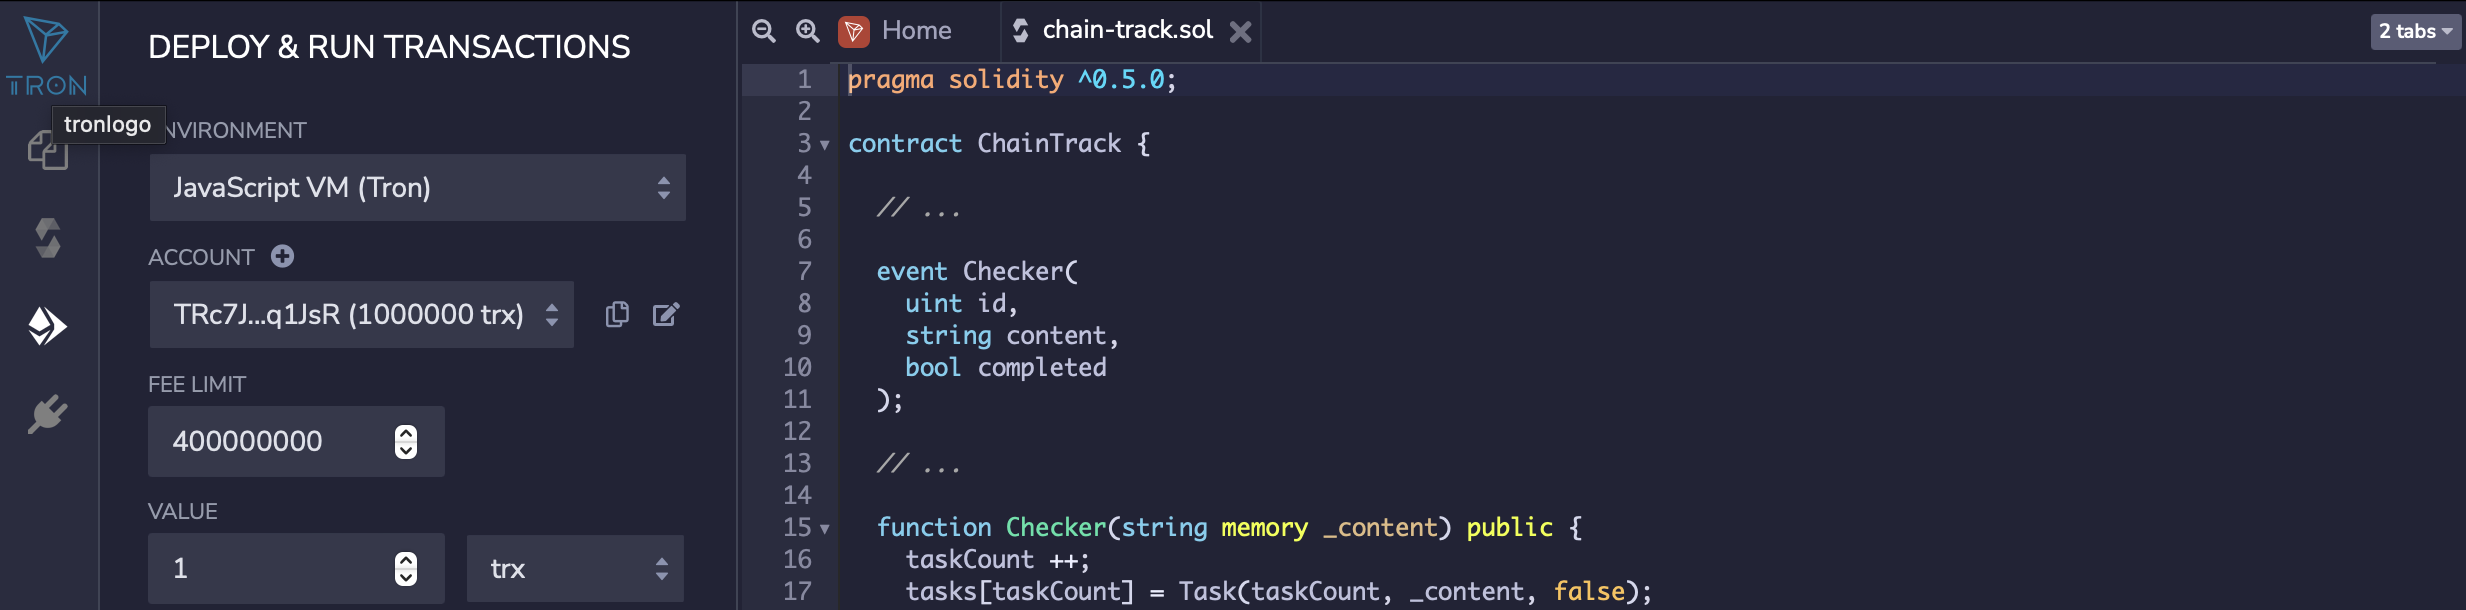 TRON
tronlogo
DEPLOY & RUN TRANSACTIONS
NVIRONMENT
JavaScript VM (Tron)
ACCOUNT
TRc7J...q1JsR (1000000 trx)
FEE LIMIT
400000000
VALUE
1
trx
Home
chain-track.sol
2 tabs
1 pragma solidity ^0.5.0;
2
3 contract ChainTrack {
4
5 // ...
6
7 event Checker(
8 uint id,
9 string content,
10 bool completed
11 );
12
13 // ...
14
15 function Checker(string memory _content) public {
16 taskCount ++;
17 tasks[taskCount] = Task(taskCount, _content, false);